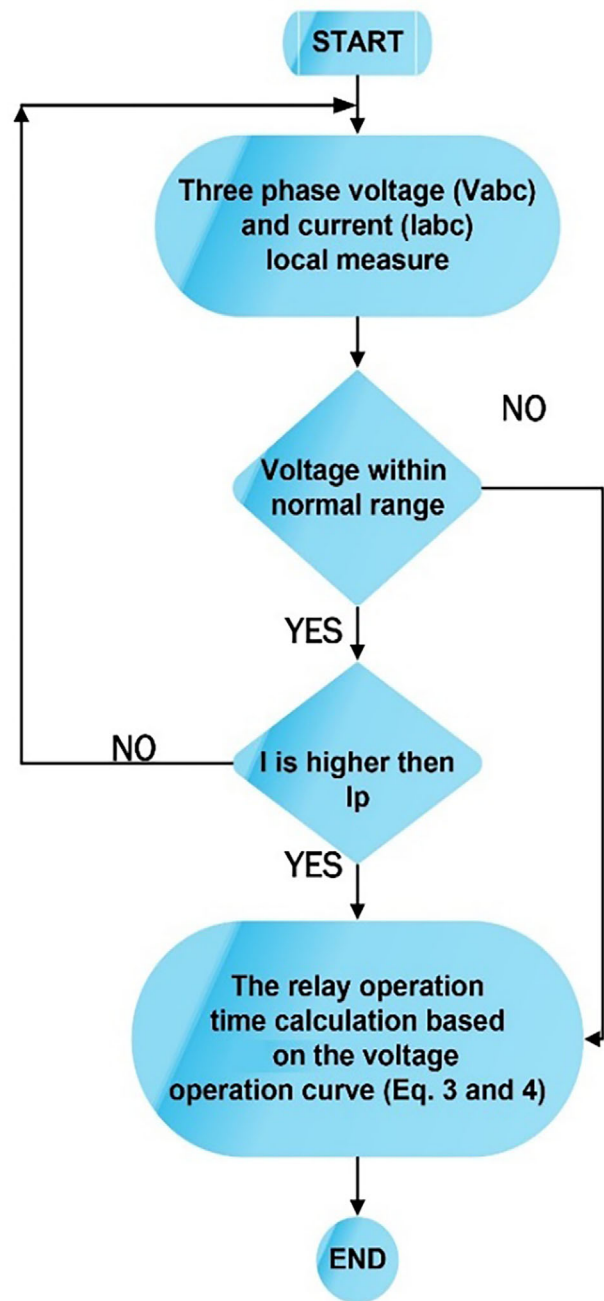 START
Three phase voltage (Vabc)
and current (Iabc)
local measure
NO
Voltage within
normal range
YES
NO
I is higher then
Ip
YES
The relay operation
time calculation based
on the voltage
operation curve (Eq. 3 and 4)
END